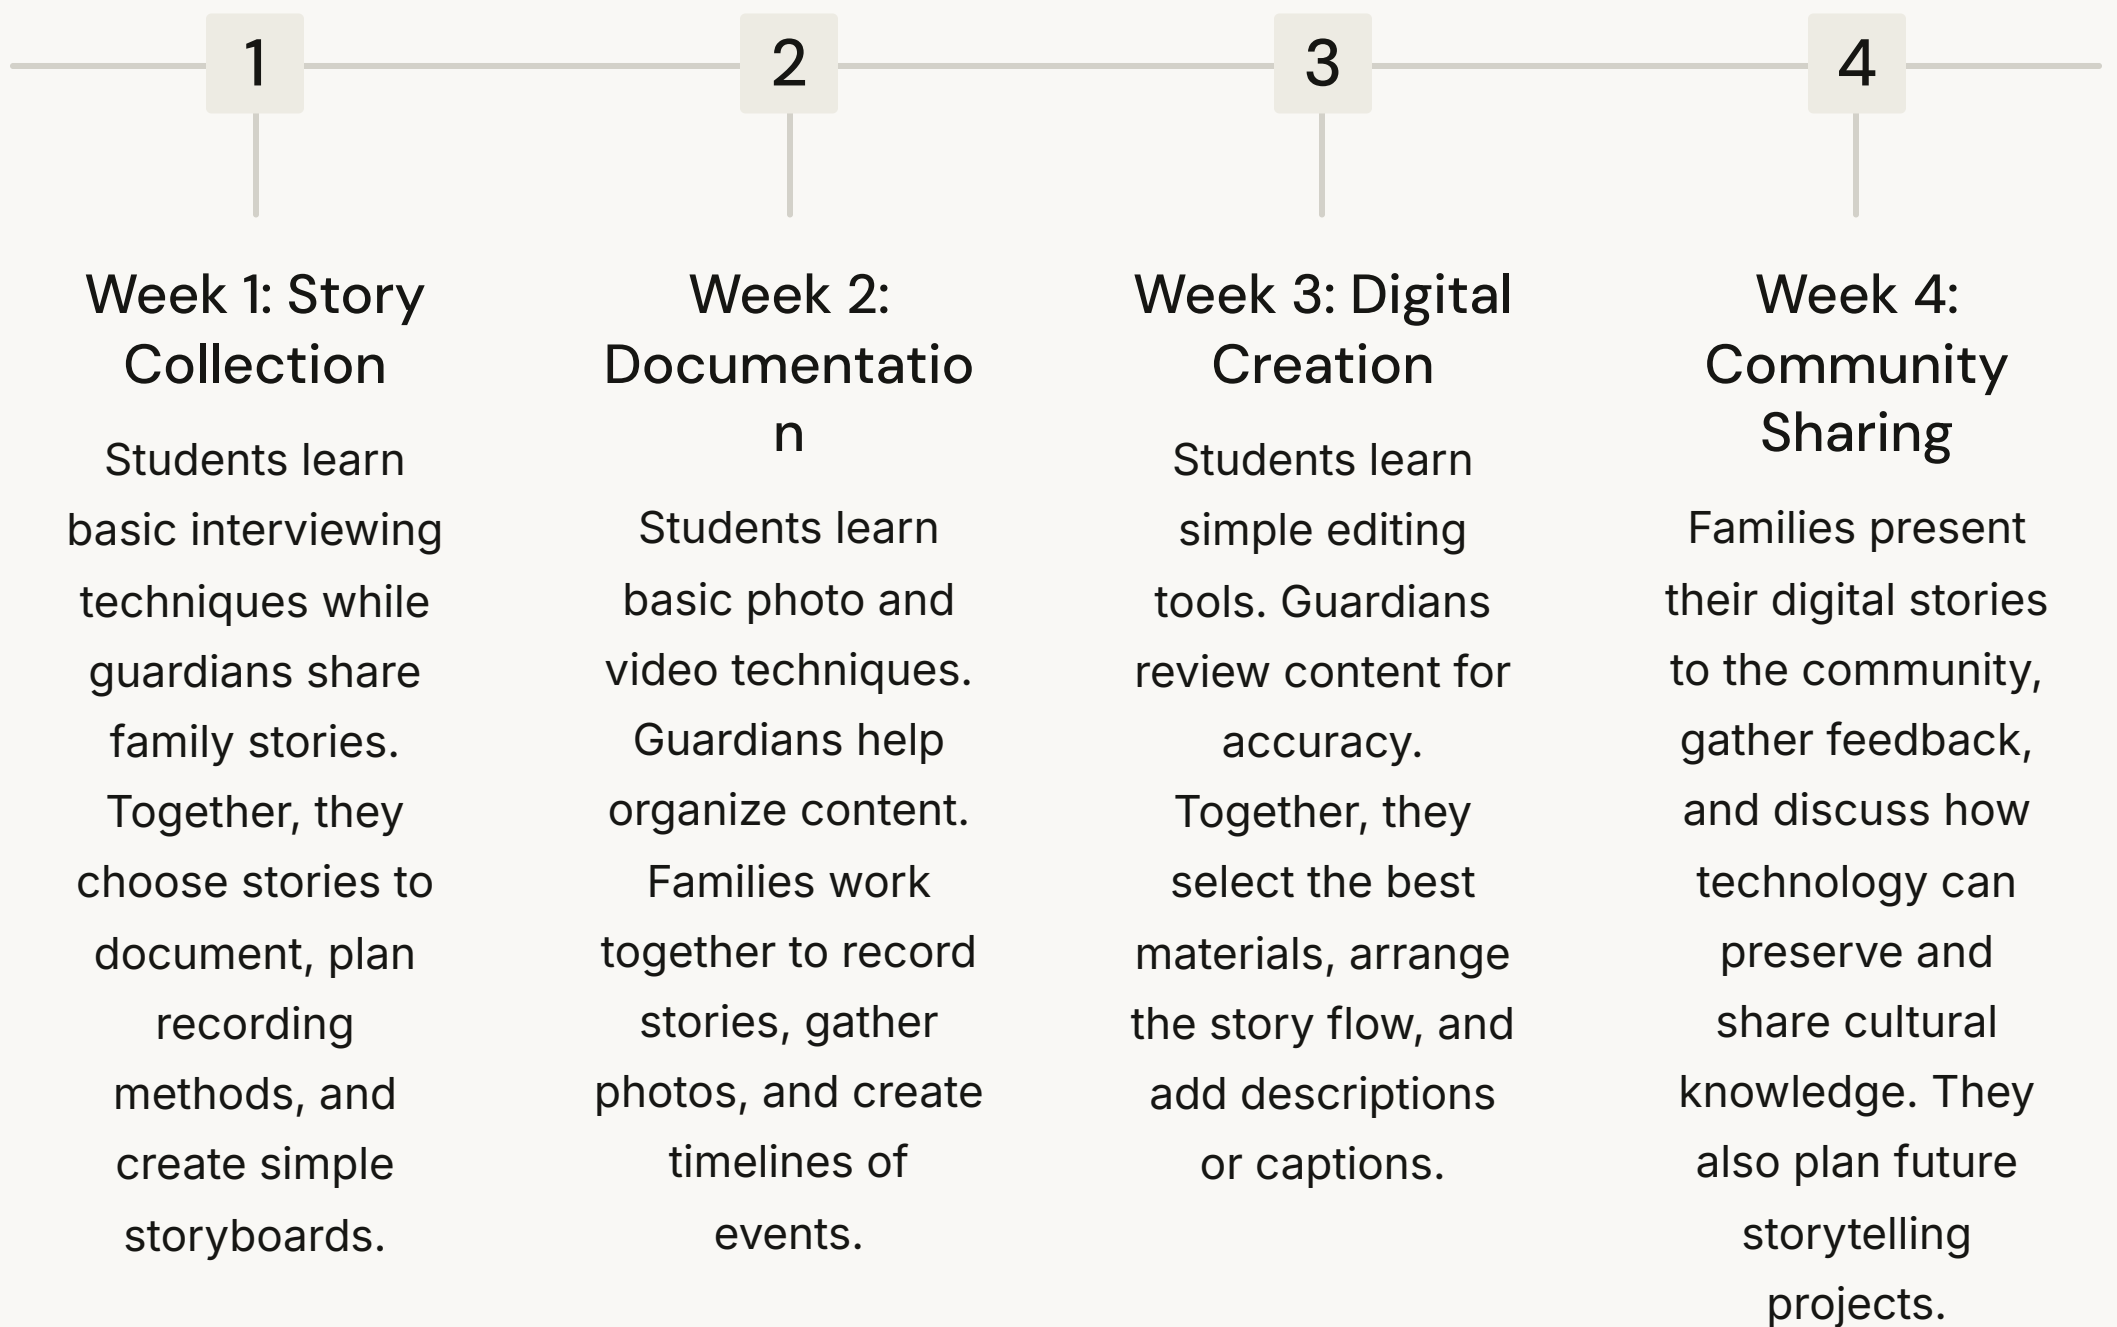 1
2
3
4
Week 1: Story
Collection
Students learn
basic interviewing
techniques while
guardians share
family stories.
Together, they
choose stories to
document, plan
recording
methods, and
create simple
storyboards.
Week 2:
Documentatio
n
Students learn
basic photo and
video techniques.
Guardians help
organize content.
Families work
together to record
stories, gather
photos, and create
timelines of
events.
Week 3: Digital
Creation
Students learn
simple editing
tools. Guardians
review content for
accuracy.
Together, they
select the best
materials, arrange
the story flow, and
add descriptions
or captions.
Week 4:
Community
Sharing
Families present
their digital stories
to the community,
gather feedback,
and discuss how
technology can
preserve and
share cultural
knowledge. They
also plan future
storytelling
projects.